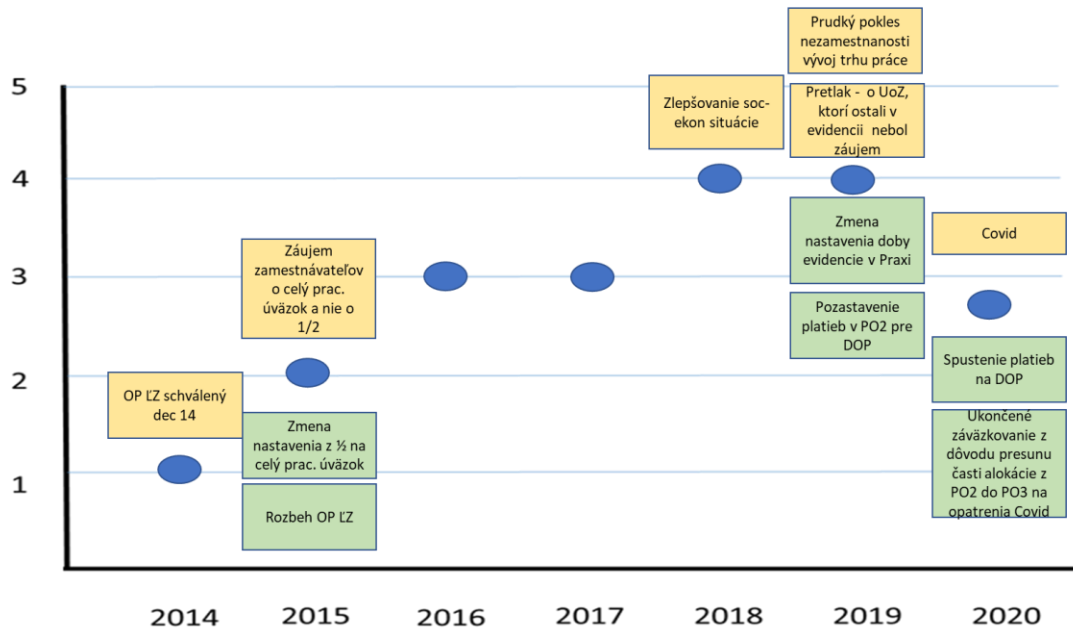 5
4
3
2
1
OP ĽZ schválený
dec 14
Záujem
zamestnávateľov
o celý prac.
úväzok a nie o
1/2
Zmena
nastavenia z ½ na
celý prac. úväzok
Rozbeh OP ĽZ
Zlepšovanie soc-
ekon situácie
Prudký pokles
nezamestnanosti
vývoj trhu práce
Pretlak - o UoZ,
ktorí ostali v
evidencii nebol
záujem
Zmena
nastavenia doby
evidencie v Praxi
Pozastavenie
platieb v PO2 pre
DOP
Covid
Spustenie platieb
na DOP
Ukončené
záväzkovanie z
dôvodu presunu
časti alokácie z
PO2 do PO3 na
opatrenia Covid
2014
2015
2016
2017
2018
2019
2020